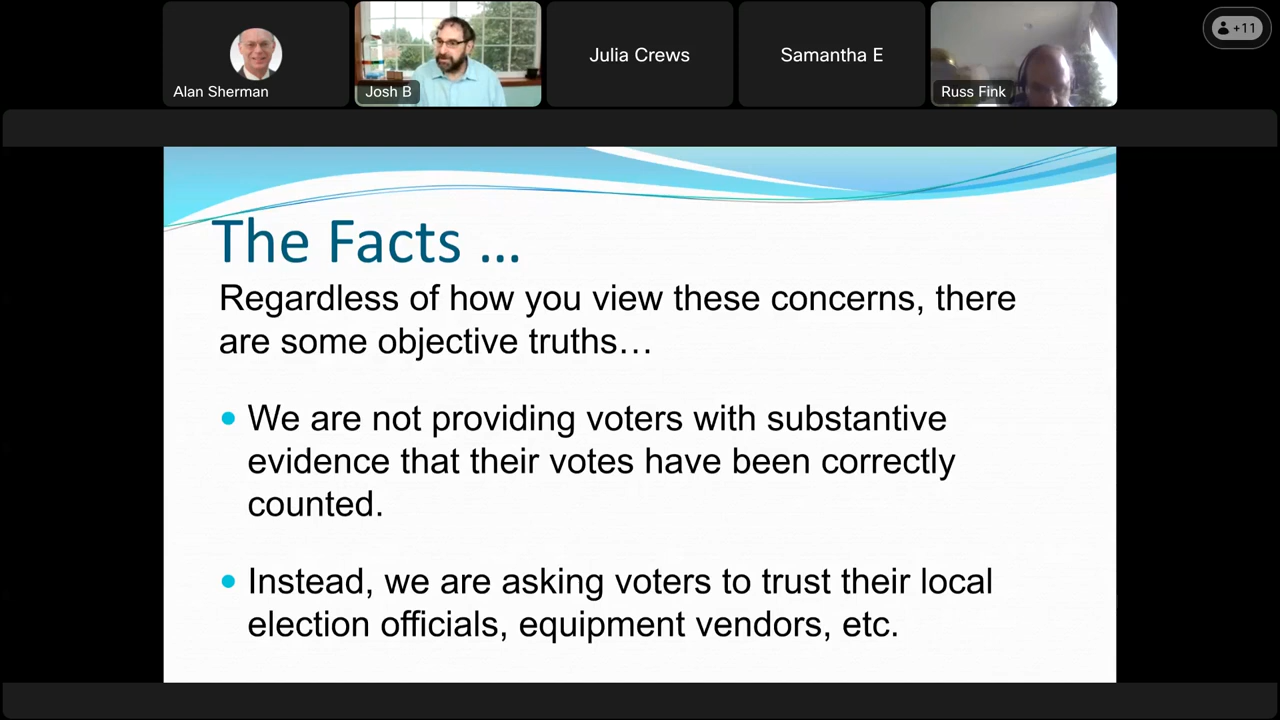 Alan Sherman
Josh B
Julia Crews
Samantha E
Russ Fink
+11
The Facts ...
Regardless of how you view these concerns, there
are some objective truths…
• We are not providing voters with substantive
evidence that their votes have been correctly
counted.
• Instead, we are asking voters to trust their local
election officials, equipment vendors, etc.